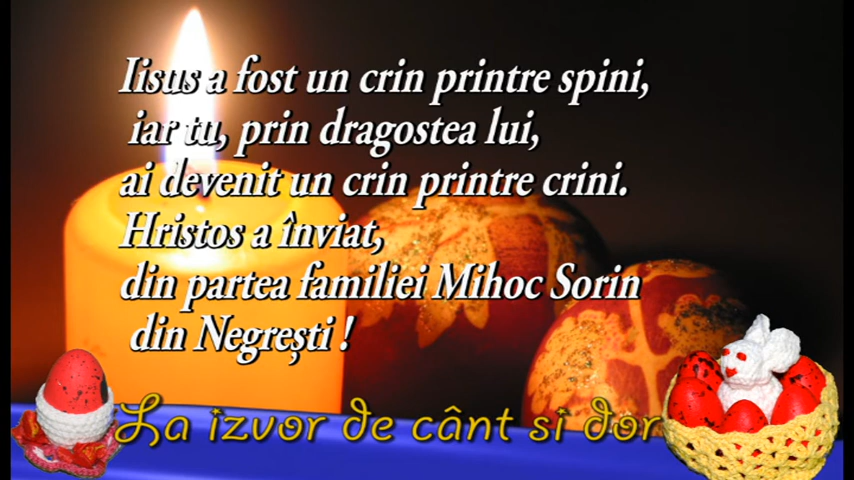 Iisus a fost un crin printre spini,
iar tu, prin dragostea lui,
ai devenit un crin printre crini.
Hristos a înviat,
din partea familiei Mihoc Sorin
din Negrești !
La izvor de cânt si dor